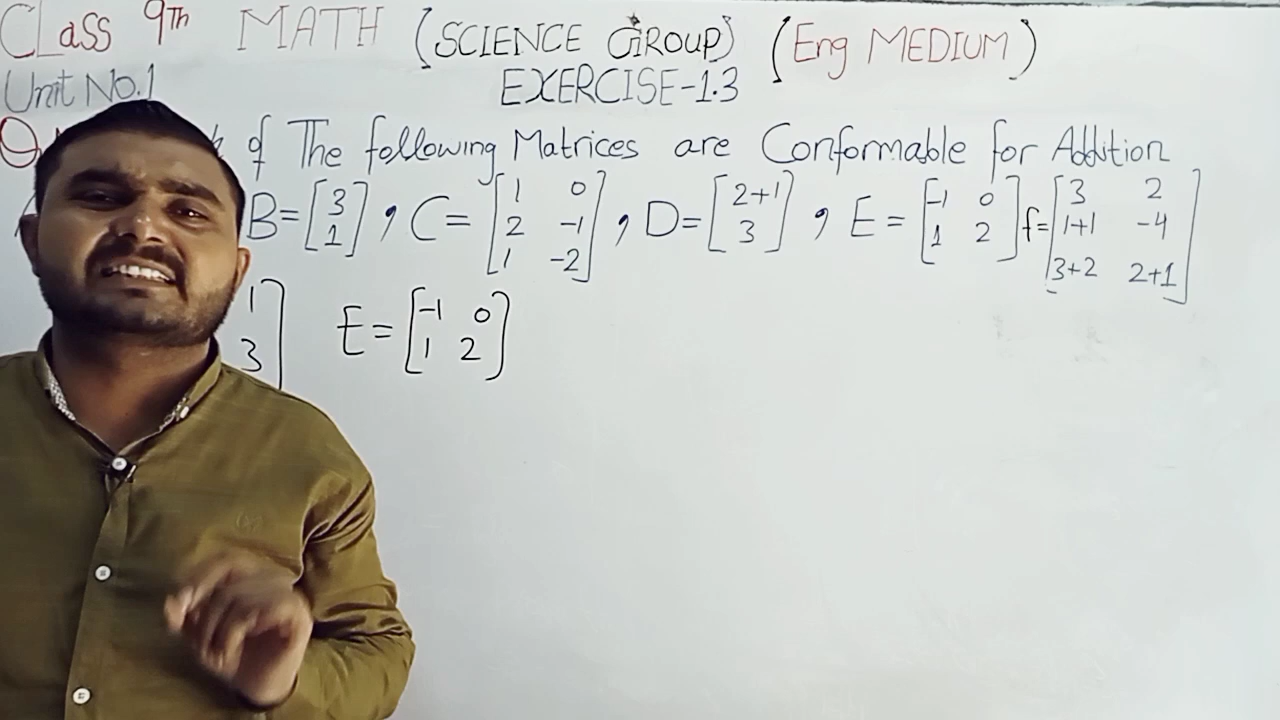 CLass 9Th MATH (SCIENCE GROUP) (Eng MEDIUM)
Unit No.1 EXERCISE-1.3
of The following Matrices are Conformable for Addition
B = [3 1] , C = [1 0 2 -1 1 -2] , D = [2+1 3] , E = [-1 0 1 2] f = [3 2 1+1 -4 3+2 2+1]
1 3] E = [-1 0 1 2]